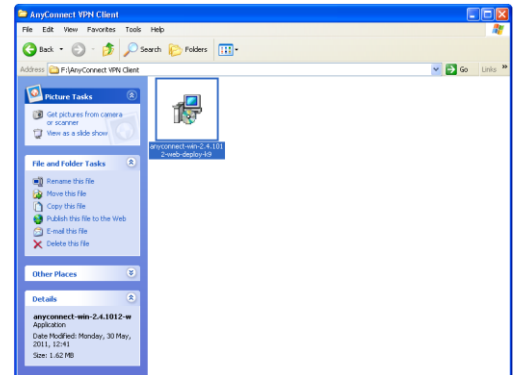 AnyConnect VPN Client
File Edit View Favorites Tools Help
Back Search Folders
Address F:\AnyConnect VPN Client Go Links »
Picture Tasks
Get pictures from camera
or scanner
View as a slide show
anyconnect-win-2.4.101
2-web-deploy-k9
File and Folder Tasks
Rename this file
Move this file
Copy this file
Publish this file to the Web
E-mail this file
Delete this file
Other Places
Details
anyconnect-win-2.4.1012-w
Application
Date Modified: Monday, 30 May,
2011, 12:41
Size: 1.62 MB